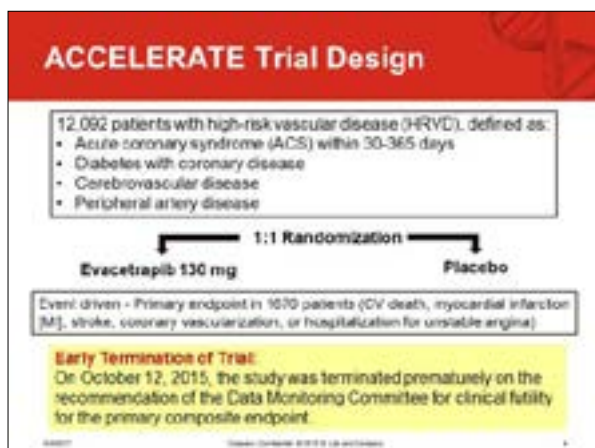 ACCELERATE Trial Design
12,092 patients with high-risk vascular disease (HRVD), defined as:
• Acute coronary syndrome (ACS) within 30-365 days
• Diabetes with coronary disease
• Cerebrovascular disease
• Peripheral artery disease
1:1 Randomization
Evacetrapib 130 mg
Placebo
Event driven - Primary endpoint in 1670 patients (CV death, myocardial infarction
[MI], stroke, coronary vascularization, or hospitalization for unstable angina)
Early Termination of Trial:
On October 12, 2015, the study was terminated prematurely on the
recommendation of the Data Monitoring Committee for clinical futility
for the primary composite endpoint.
Company Confidential